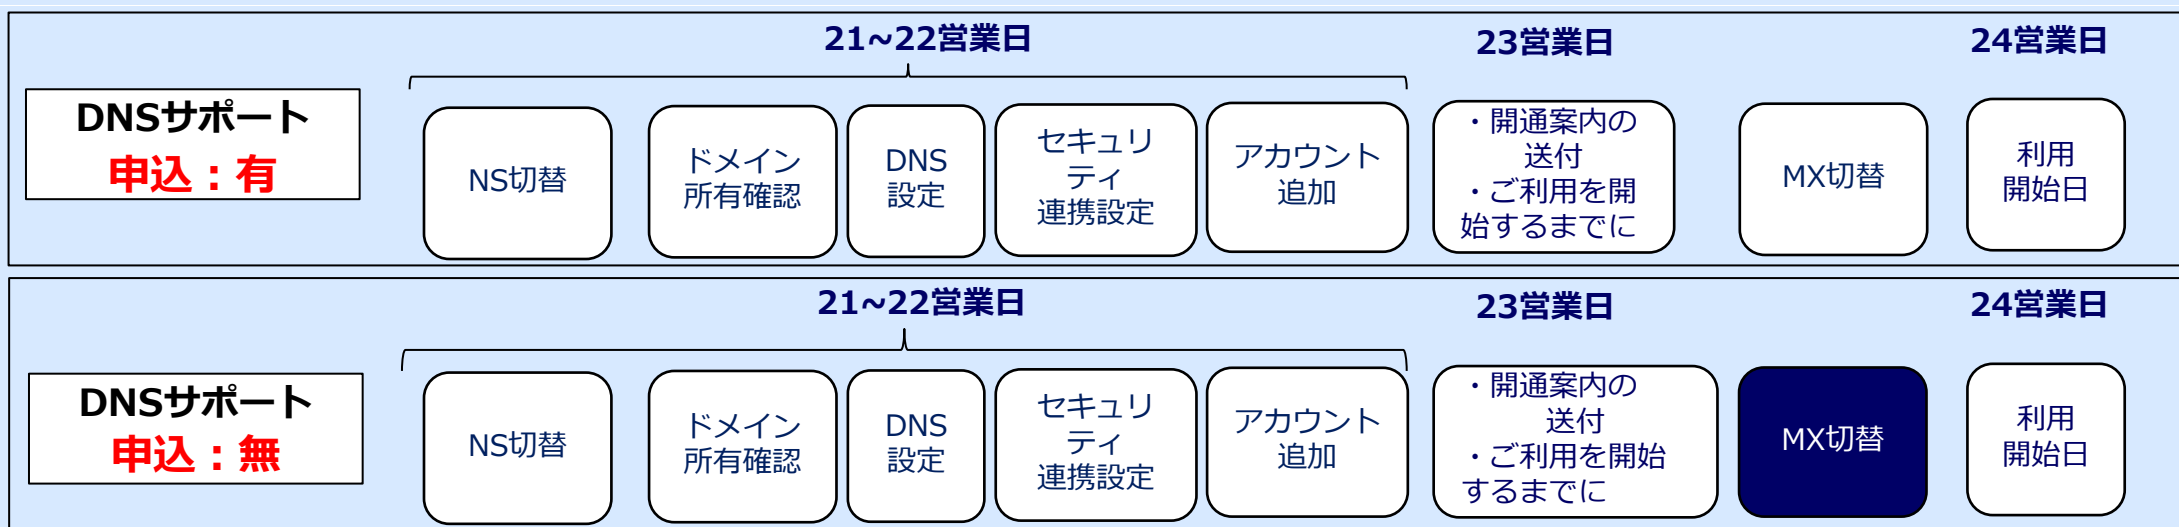 21~22営業日
23営業日
24営業日
DNSサポート
申込：有
NS切替
ドメイン
所有確認
DNS
設定
セキュリ
ティ
連携設定
アカウント
追加
・開通案内の
送付
・ご利用を開
始するまでに
MX切替
利用
開始日
21~22営業日
23営業日
24営業日
DNSサポート
申込：無
NS切替
ドメイン
所有確認
DNS
設定
セキュリ
ティ
連携設定
アカウント
追加
・開通案内の
送付
・ご利用を開始
するまでに
MX切替
利用
開始日